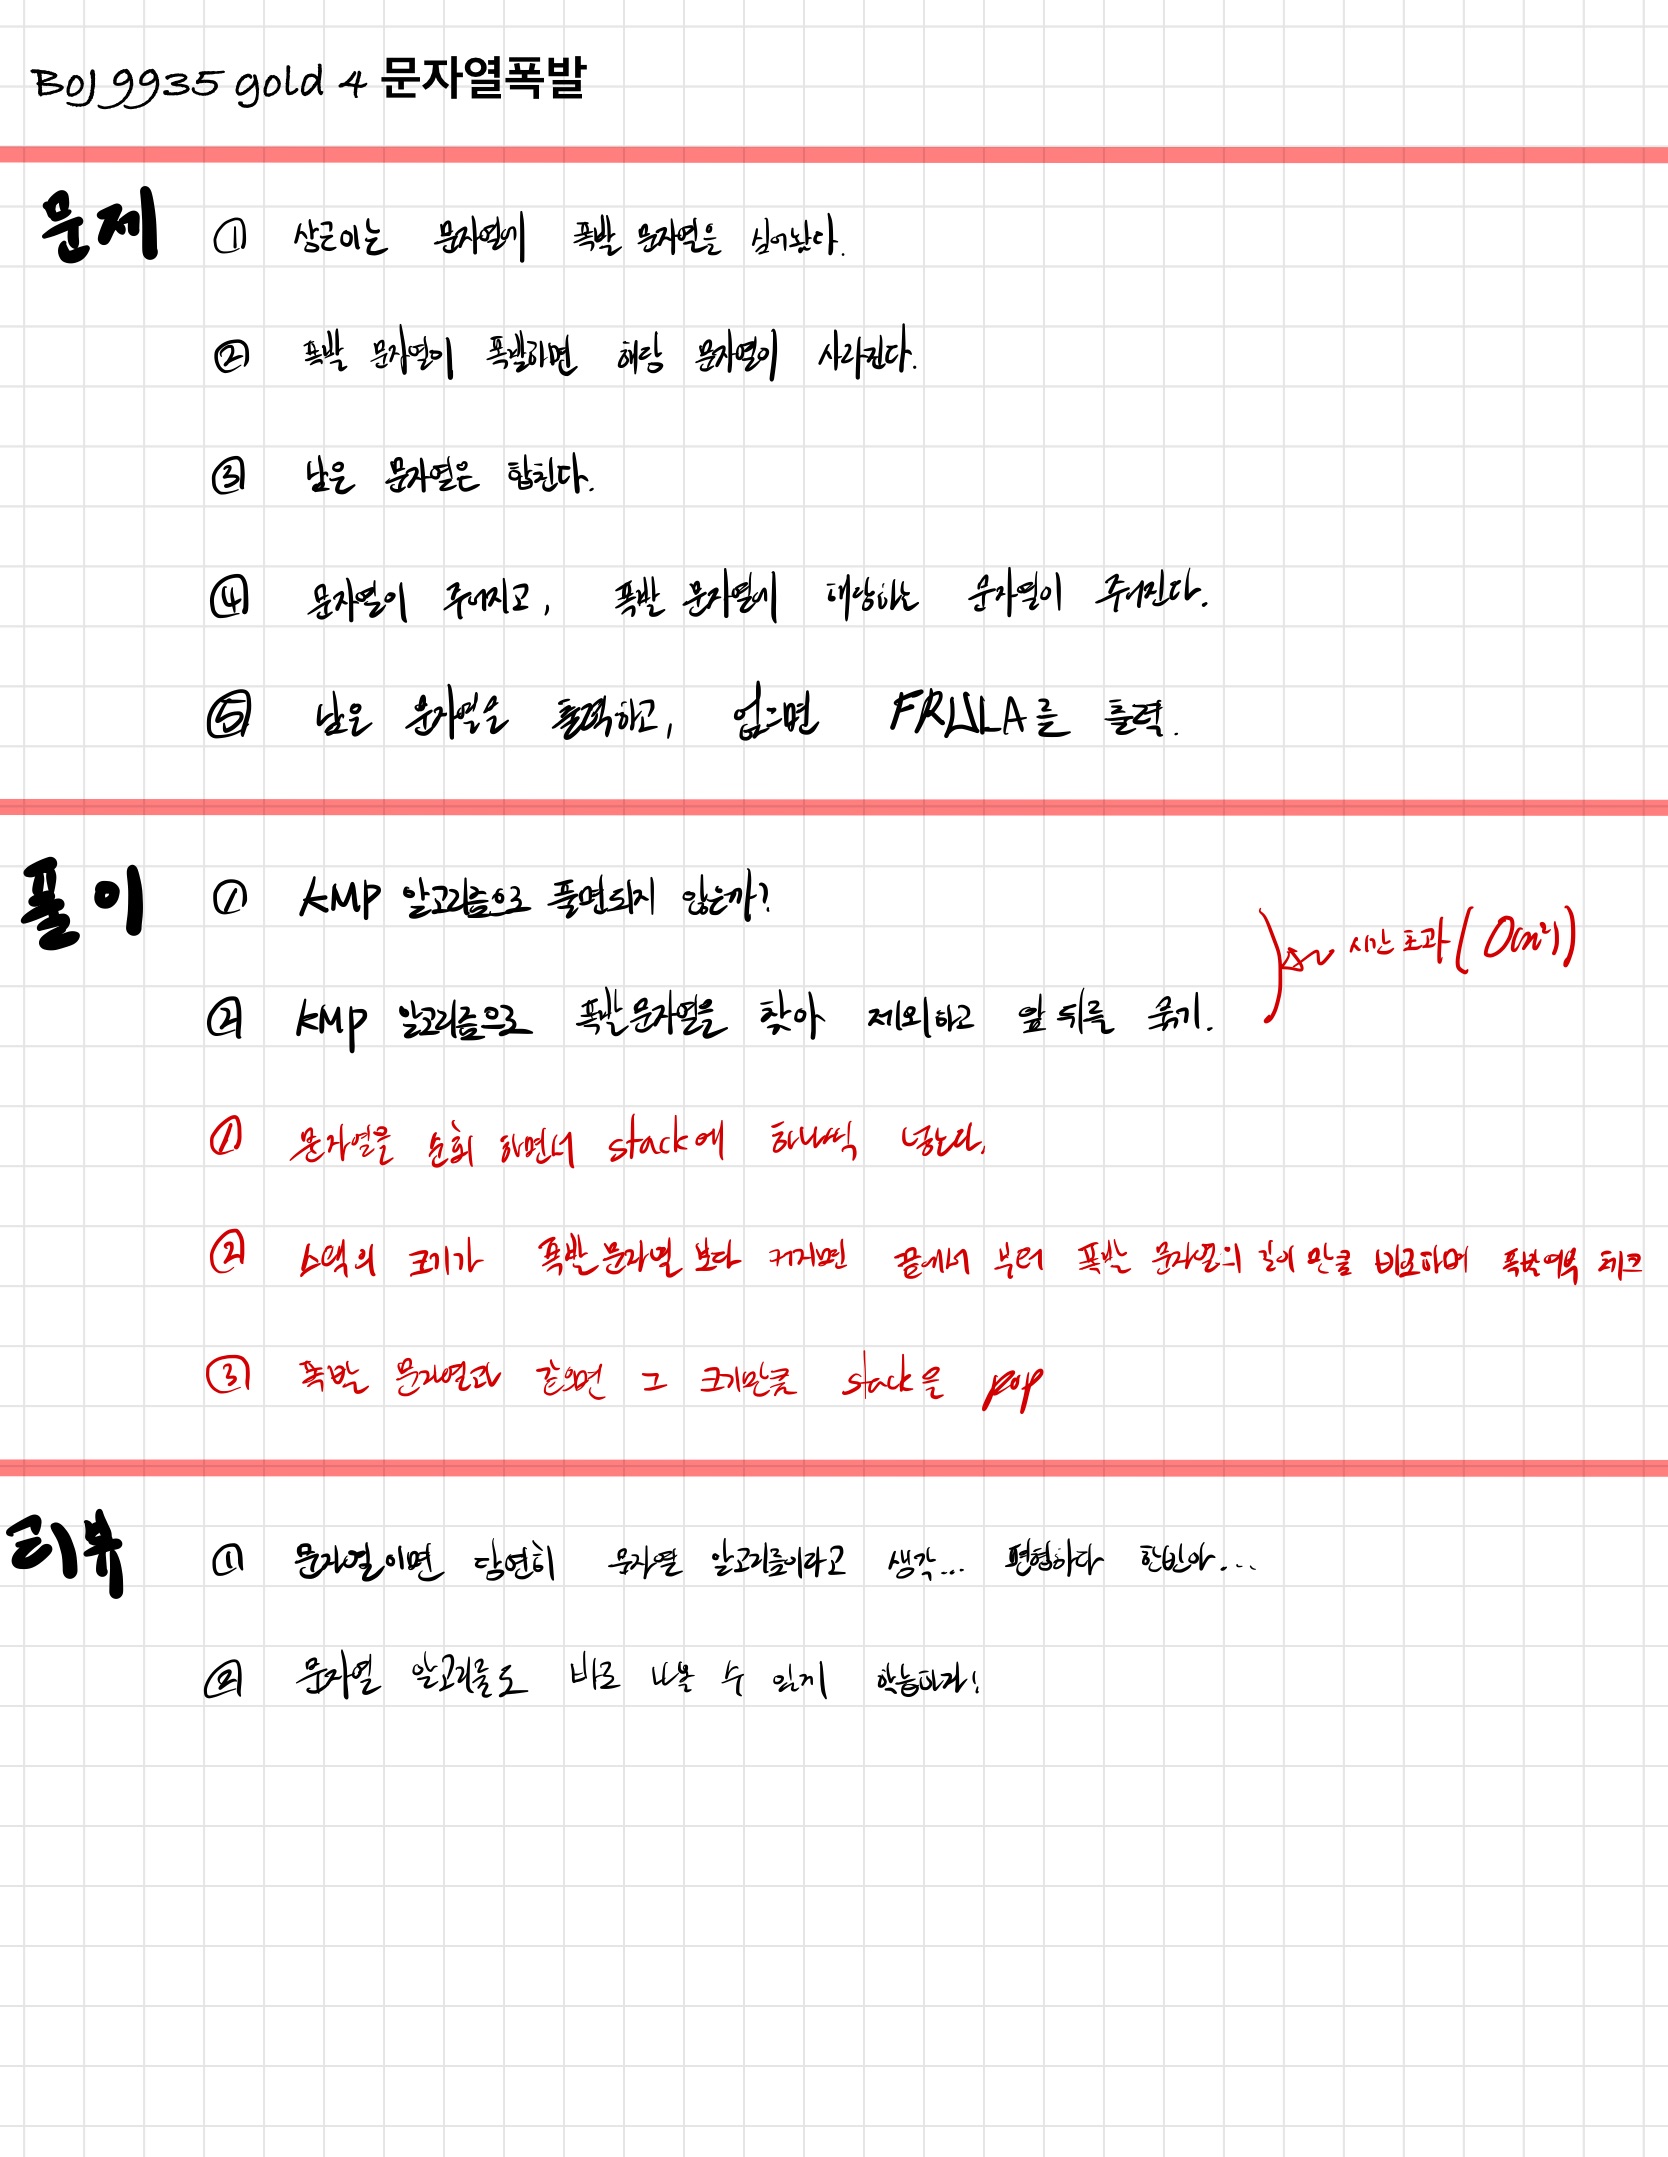 BOJ 9935 gold 4 문자열폭발
문제
① 상근이는 문자열에 폭발 문자열을 심어놨다.
② 폭발 문자열이 폭발하면 해당 문자열이 사라진다.
③ 남은 문자열은 합친다.
④ 문자열이 주어지고, 폭발 문자열에 해당하는 문자열이 주어진다.
⑤ 남은 문자열을 출력하고, 없으면 FRULA를 출력.
풀이
① KMP 알고리즘으로 풀면되지 않는까?
② KMP 알고리즘으로 폭발문자열을 찾아 제외하고 앞 뒤를 묶기.
시간 초과 (O(n²))
① 문자열을 순회 하면서 stack에 하나씩 넣는다.
② 스택의 크기가 폭발 문자열 보다 커지면 끝에서 부터 폭발 문자열의 길이 만큼 비교하며 폭발여부 체크
③ 폭발 문자열과 같으면 그 크기만큼 stack을 pop
리뷰
① 문자열이면 당연히 문자열 알고리즘이라고 생각... 편협하다 한빈아...
② 문자열 알고리즘도 바로 나올 수 있게 학습하자!